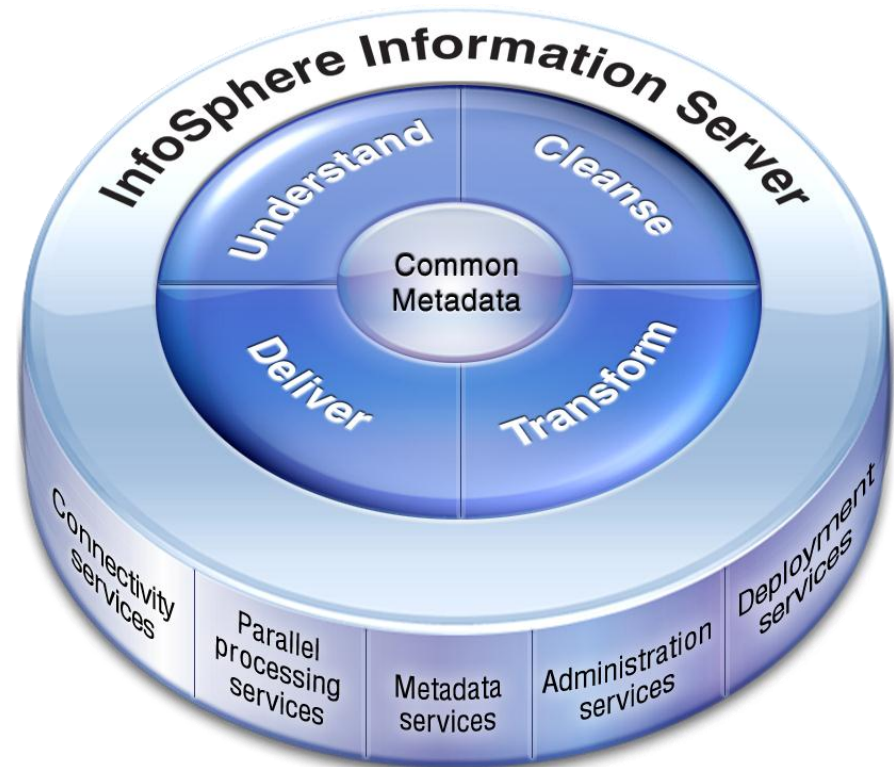 InfoSphere Information Server
Understand
Cleanse
Common
Metadata
Deliver
Transform
Connectivity
services
Parallel
processing
services
Metadata
services
Administration
services
Deployment
services